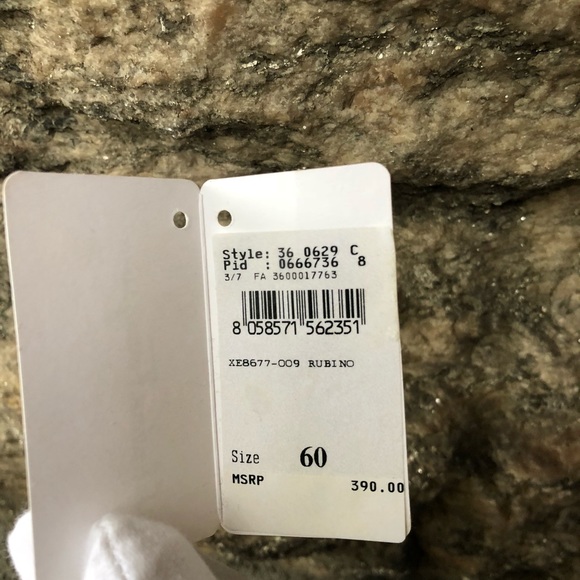 Style: 36 0629 C
Pid : 0666736 8
3/7 FA 3600017763
8 058571 562351
XE8677-009 RUBINO
Size 60
MSRP 390.00